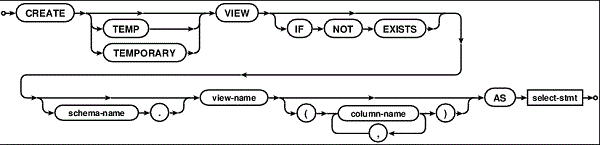 CREATE TEMP TEMPORARY VIEW IF NOT EXISTS
schema-name . view-name ( column-name , ) AS select-stmt